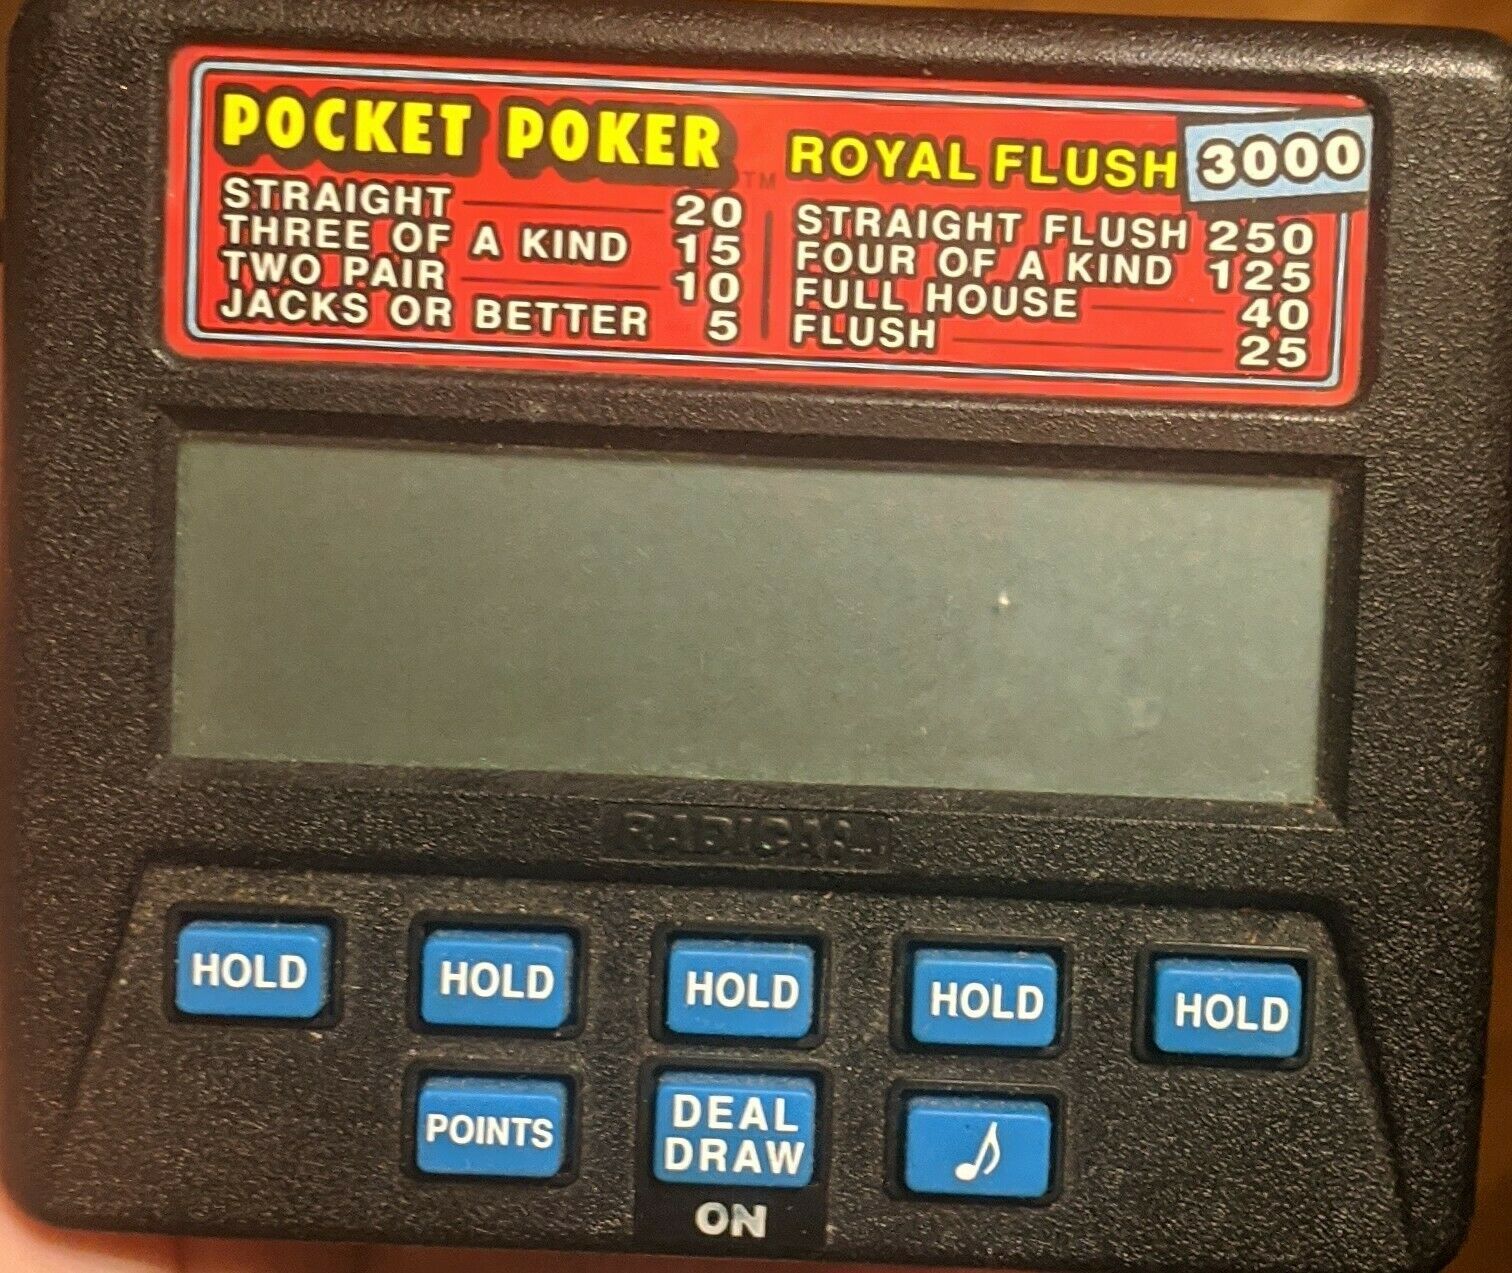 POCKET POKER
TM
STRAIGHT 20
THREE OF A KIND 15
TWO PAIR 10
JACKS OR BETTER 5
ROYAL FLUSH 3000
STRAIGHT FLUSH 250
FOUR OF A KIND 125
FULL HOUSE 40
FLUSH 25
RADICA
HOLD HOLD HOLD HOLD HOLD
POINTS
DEAL
DRAW
ON